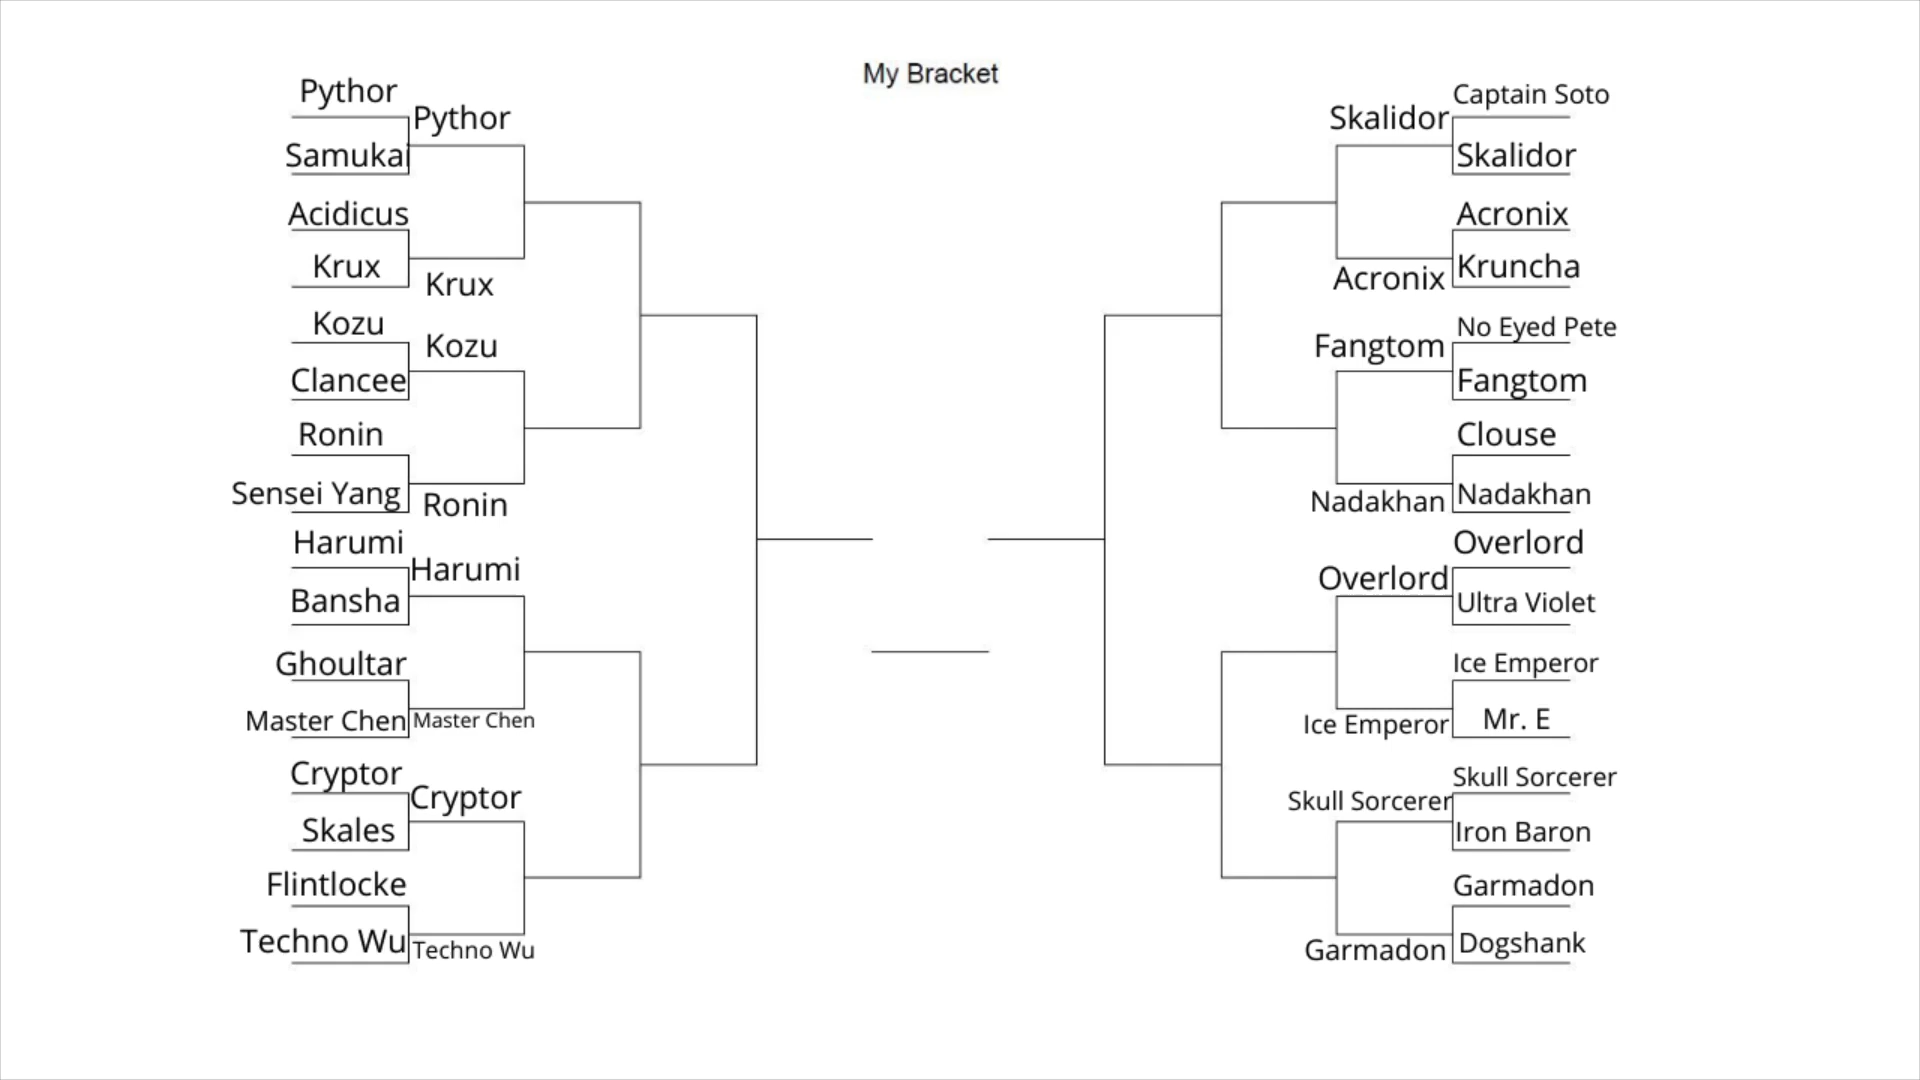 My Bracket
Pythor
Samukai
Acidicus
Krux
Kozu
Clancee
Ronin
Sensei Yang
Harumi
Bansha
Ghoultar
Master Chen
Cryptor
Skales
Flintlocke
Techno Wu
Pythor
Krux
Kozu
Ronin
Harumi
Master Chen
Cryptor
Techno Wu
Skalidor
Acronix
Fangtom
Nadakhan
Overlord
Ice Emperor
Skull Sorcerer
Garmadon
Captain Soto
Skalidor
Acronix
Kruncha
No Eyed Pete
Fangtom
Clouse
Nadakhan
Overlord
Ultra Violet
Ice Emperor
Mr. E
Skull Sorcerer
Iron Baron
Garmadon
Dogshank